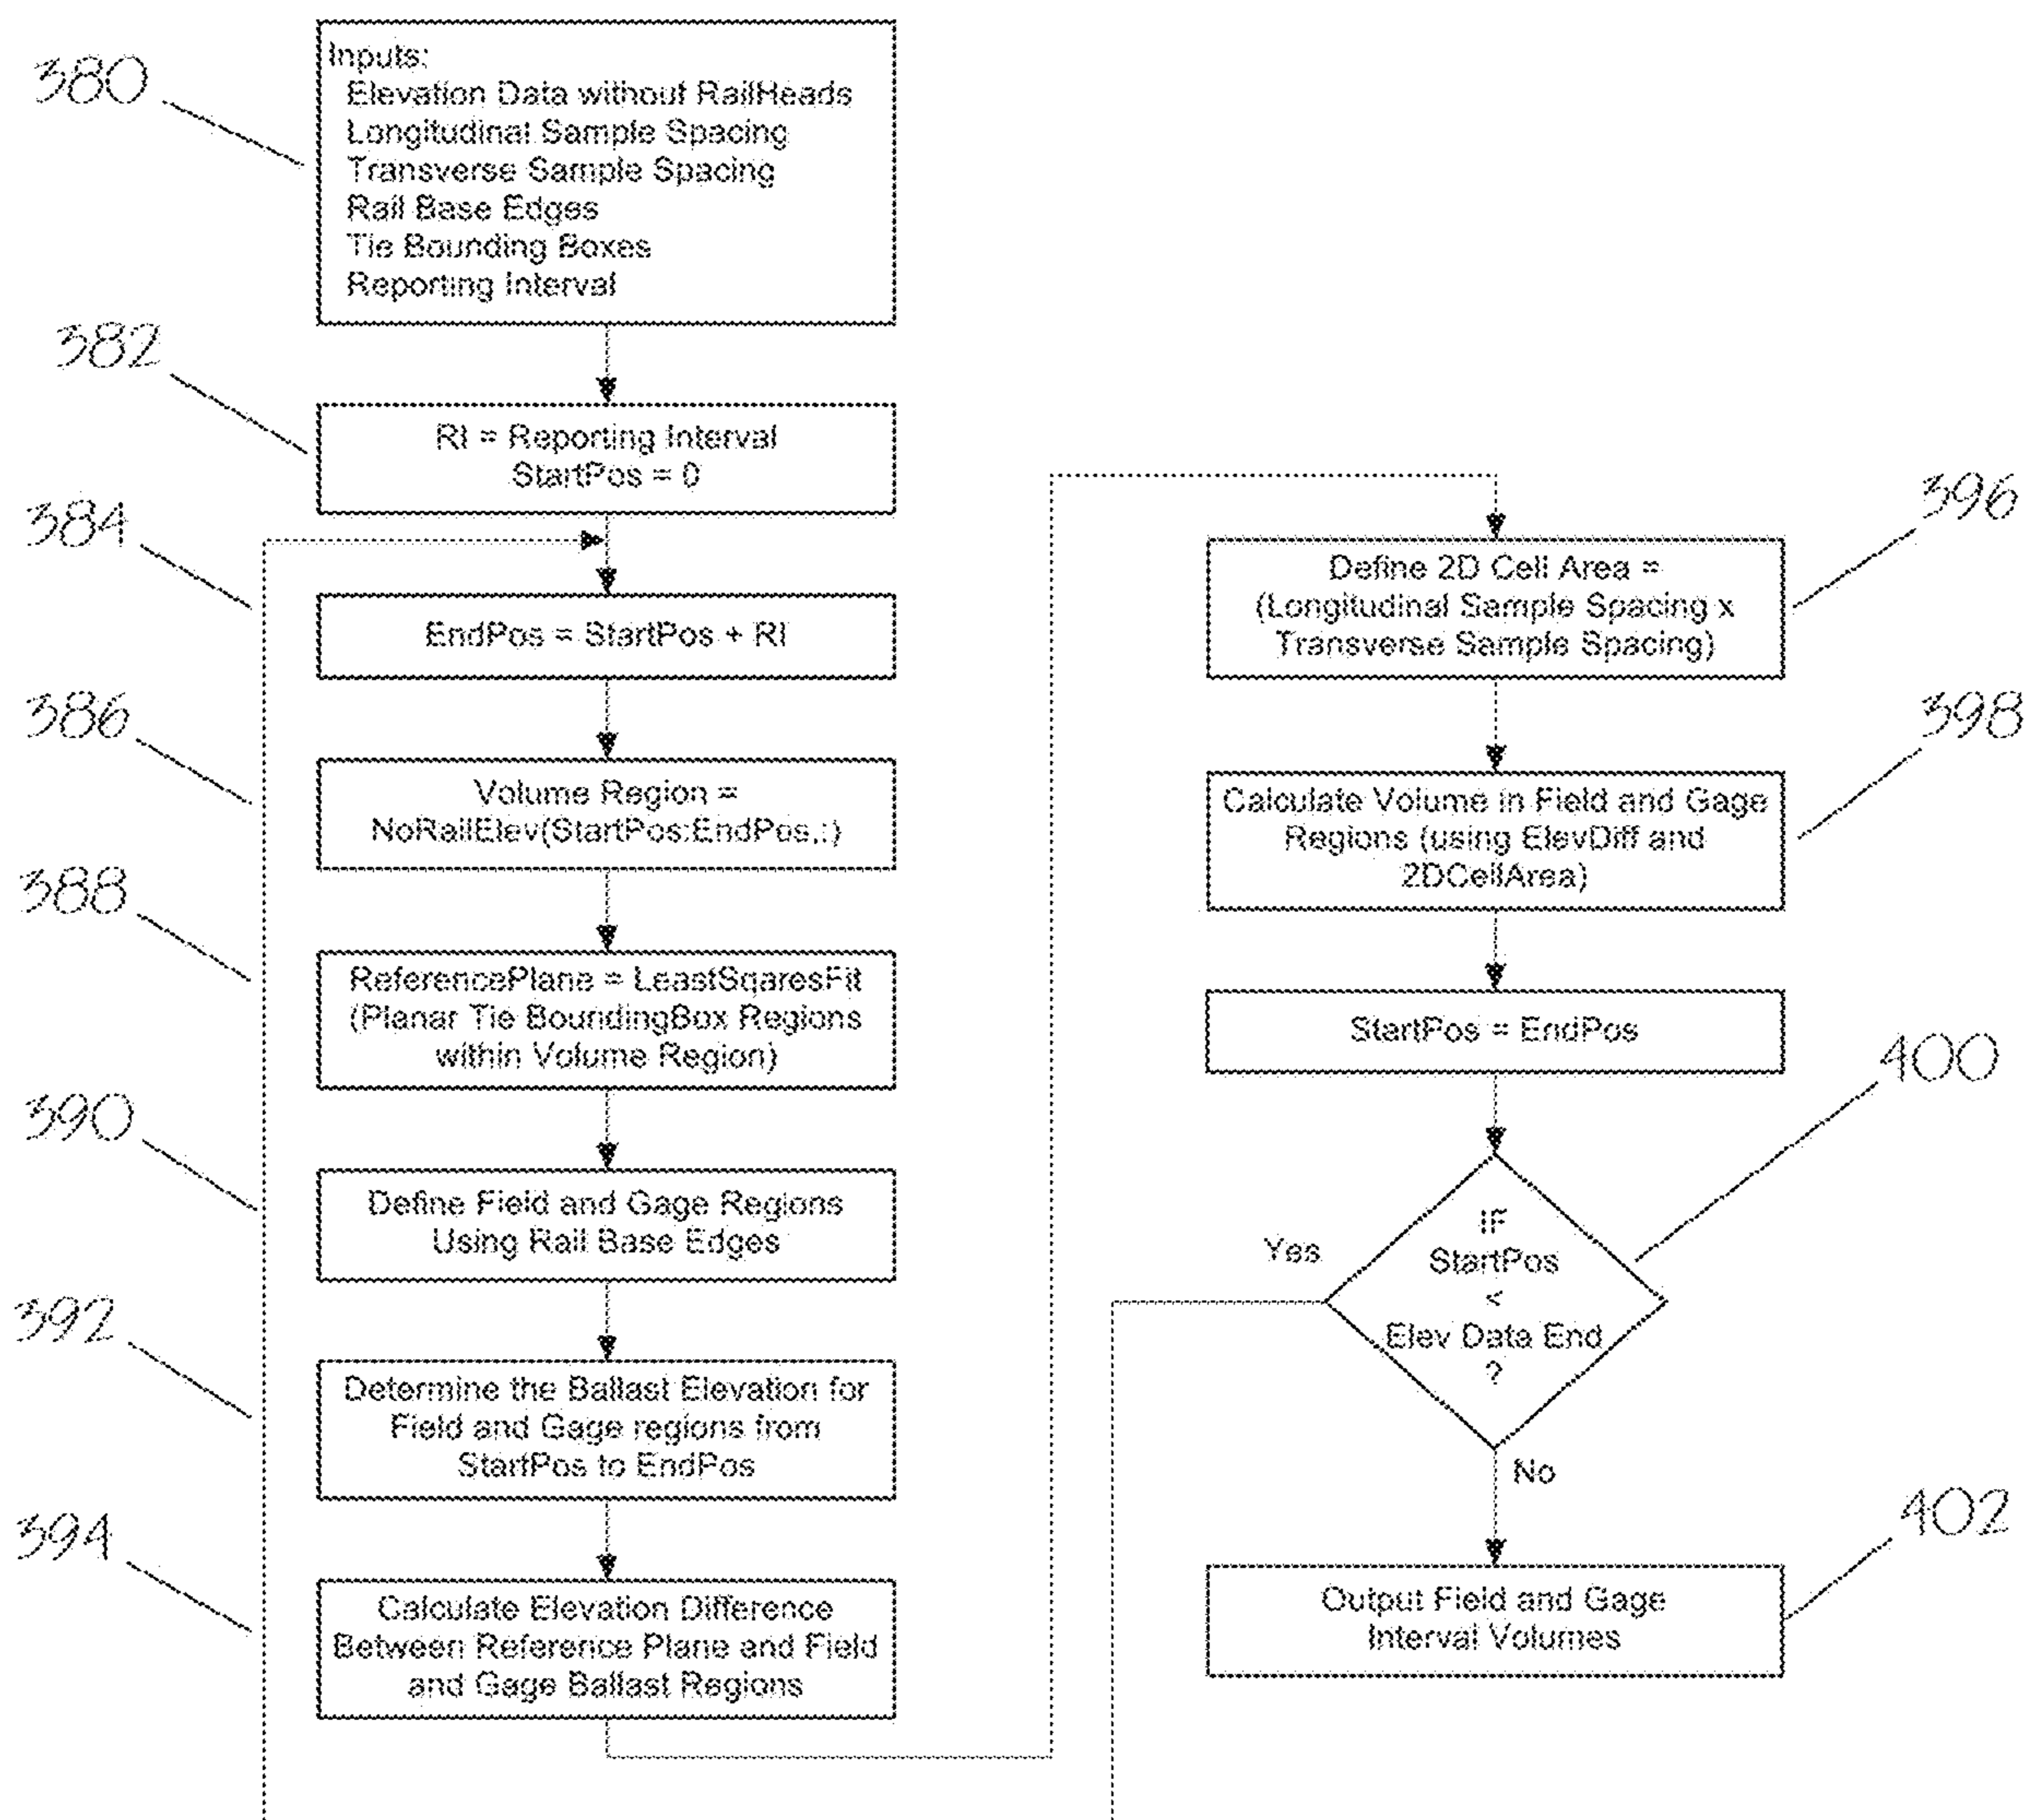 380
Inputs:
Elevation Data without RailHeads
Longitudinal Sample Spacing
Transverse Sample Spacing
Rail Base Edges
Tie Bounding Boxes
Reporting Interval
382
RI = Reporting Interval
StartPos = 0
384
EndPos = StartPos + RI
386
Volume Region =
NoRailElev(StartPos:EndPos,:)
388
ReferencePlane = LeastSqaresFit
(Planar Tie BoundingBox Regions
within Volume Region)
390
Define Field and Gage Regions
Using Rail Base Edges
392
Determine the Ballast Elevation for
Field and Gage regions from
StartPos to EndPos
394
Calculate Elevation Difference
Between Reference Plane and Field
and Gage Ballast Regions
396
Define 2D Cell Area =
(Longitudinal Sample Spacing x
Transverse Sample Spacing)
398
Calculate Volume in Field and Gage
Regions (using ElevDiff and
2DCellArea)
StartPos = EndPos
400
IF
StartPos
<
Elev Data End
?
Yes
No
402
Output Field and Gage
Interval Volumes